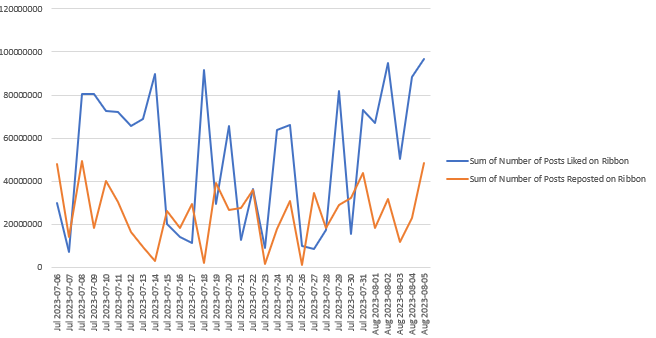 120000000
100000000
80000000
60000000
40000000
20000000
0
Jul 2023-07-06
Jul 2023-07-07
Jul 2023-07-08
Jul 2023-07-09
Jul 2023-07-10
Jul 2023-07-11
Jul 2023-07-12
Jul 2023-07-13
Jul 2023-07-14
Jul 2023-07-15
Jul 2023-07-16
Jul 2023-07-17
Jul 2023-07-18
Jul 2023-07-19
Jul 2023-07-20
Jul 2023-07-21
Jul 2023-07-22
Jul 2023-07-23
Jul 2023-07-24
Jul 2023-07-25
Jul 2023-07-26
Jul 2023-07-27
Jul 2023-07-28
Jul 2023-07-29
Jul 2023-07-30
Jul 2023-07-31
Aug 2023-08-01
Aug 2023-08-02
Aug 2023-08-03
Aug 2023-08-04
Aug 2023-08-05
Sum of Number of Posts Liked on Ribbon
Sum of Number of Posts Reposted on Ribbon